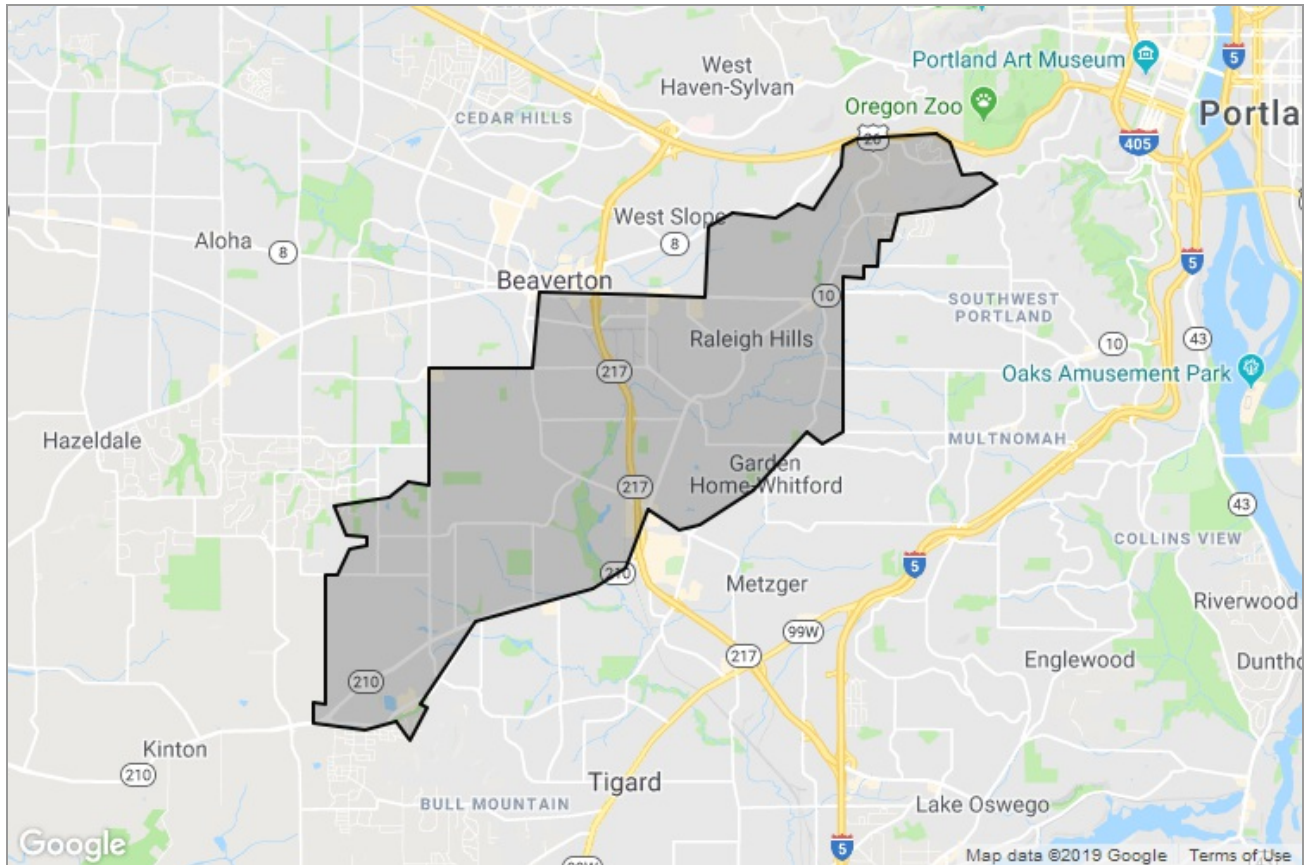 West
Haven-Sylvan
Portland Art Museum
5
Oregon Zoo
Portla
CEDAR HILLS
26
405
West Slope
8
Aloha
8
5
Beaverton
10
SOUTHWEST
PORTLAND
Raleigh Hills
43
10
217
Oaks Amusement Park
Hazeldale
MULTNOMAH
Garden
Home-Whitford
217
43
COLLINS VIEW
210
5
Metzger
Riverwood
99W
217
Englewood
Duntho
210
Kinton
210
Tigard
BULL MOUNTAIN
Lake Oswego
5
Google
Map data ©2019 Google
Terms of Use